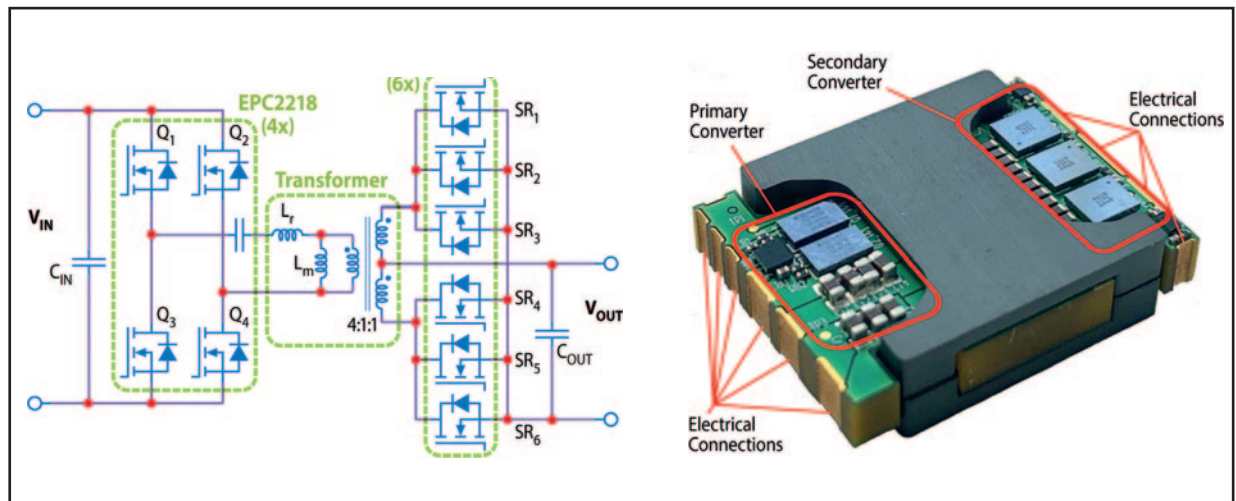 (6x)
EPC2218
(4x)
Q1
Q2
SR1
SR2
Transformer
VIN
Lr
SR3
Lm
CIN
SR4
VOUT
Q3
Q4
4:1:1
COUT
SR5
SR6
Secondary
Converter
Electrical
Connections
Primary
Converter
TP1
Electrical
Connections